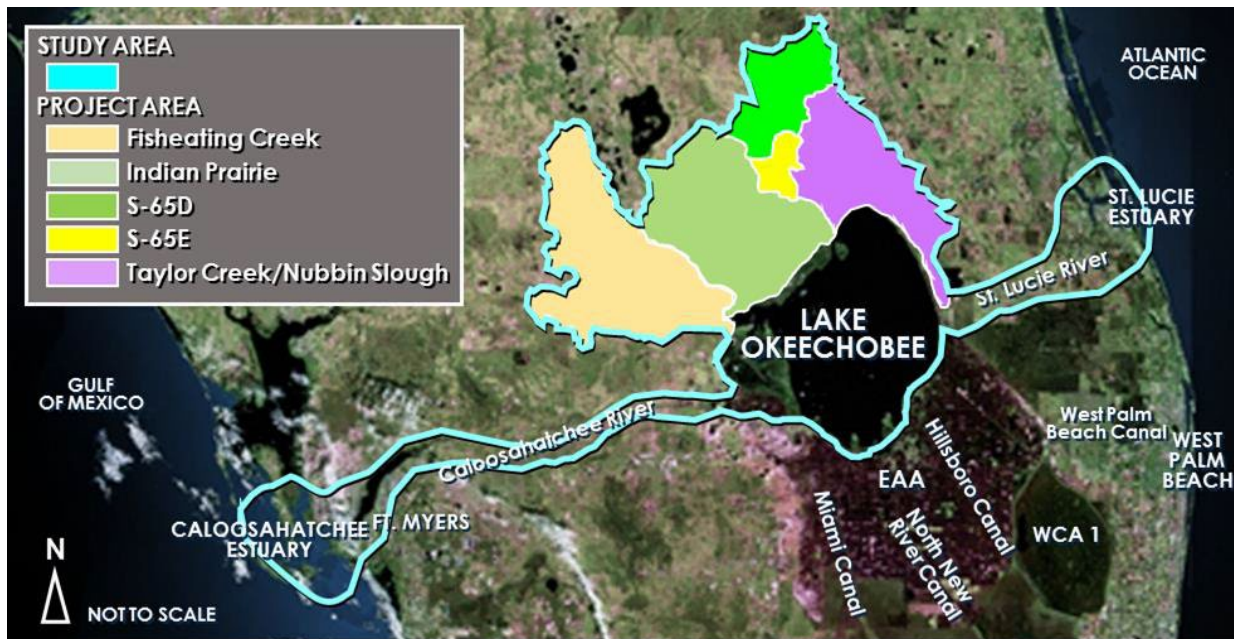 STUDY AREA
PROJECT AREA
Fisheating Creek
Indian Prairie
S-65D
S-65E
Taylor Creek/Nubbin Slough
ATLANTIC
OCEAN
ST. LUCIE
ESTUARY
St. Lucie River
LAKE
OKEECHOBEE
GULF
OF MEXICO
Caloosahatchee River
West Palm
Beach Canal
WEST
PALM
BEACH
Hillsboro Canal
EAA
CALOOSAHATCHEE
ESTUARY
FT. MYERS
Miami Canal
North New
River Canal
WCA 1
N
NOT TO SCALE